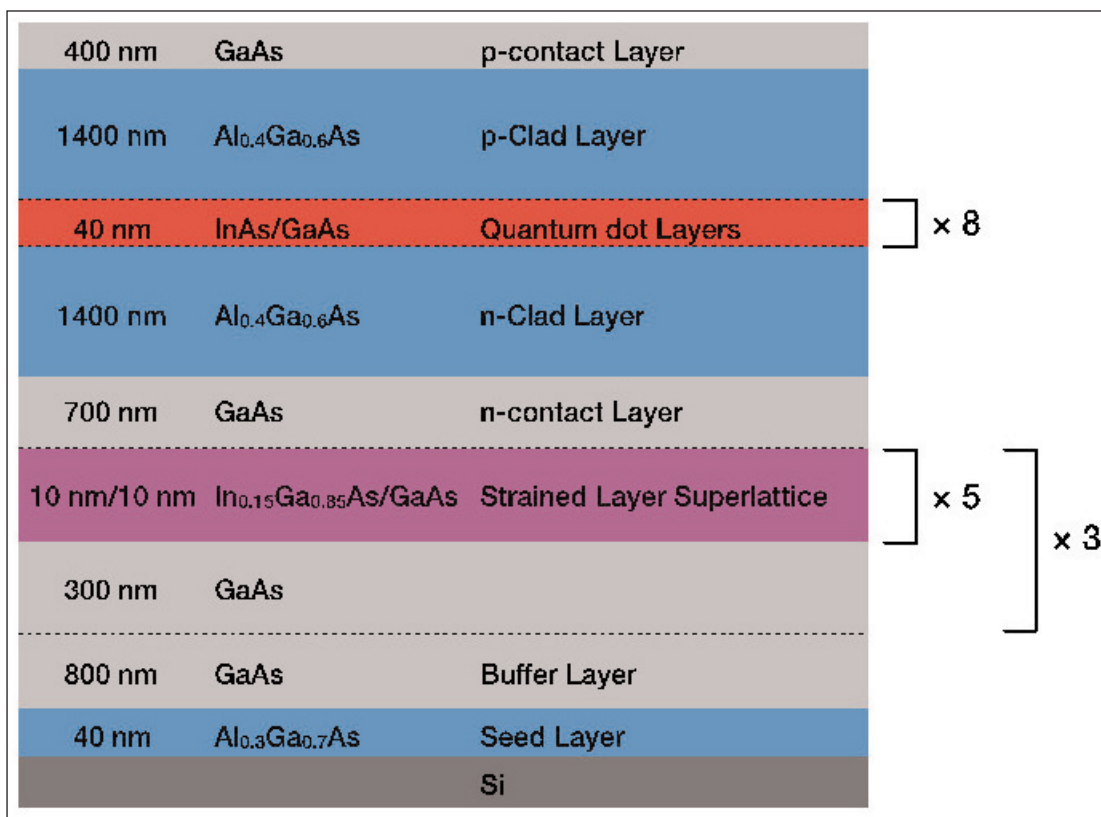 400 nm GaAs p-contact Layer
1400 nm Al0.4Ga0.6As p-Clad Layer
40 nm InAs/GaAs Quantum dot Layers × 8
1400 nm Al0.4Ga0.6As n-Clad Layer
700 nm GaAs n-contact Layer
10 nm/10 nm In0.15Ga0.85As/GaAs Strained Layer Superlattice × 5
× 3
300 nm GaAs
800 nm GaAs Buffer Layer
40 nm Al0.3Ga0.7As Seed Layer
Si